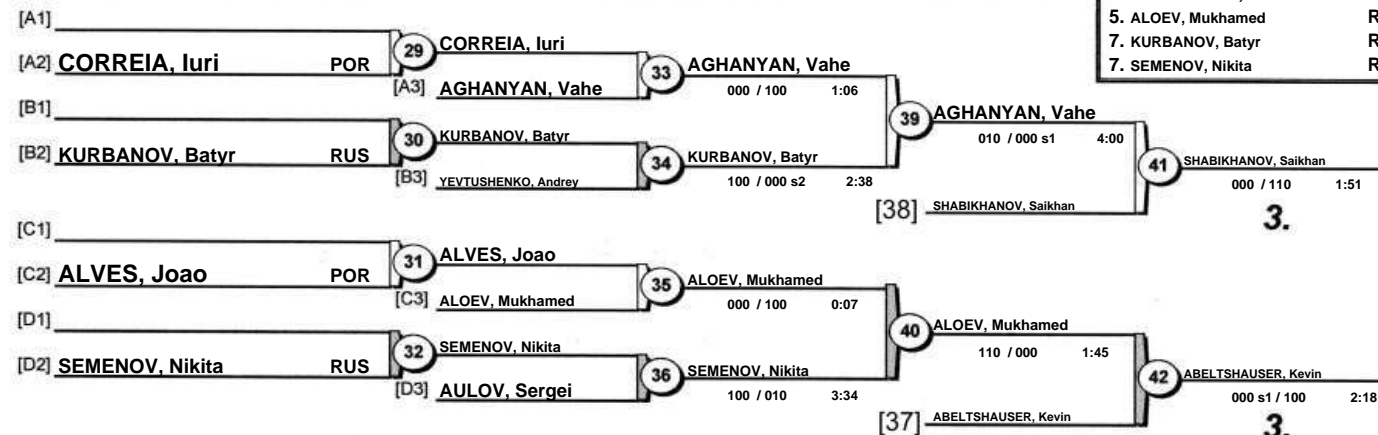 5. ALOEV, Mukhamed R
7. KURBANOV, Batyr R
7. SEMENOV, Nikita R
[A1]
[A2] CORREIA, Iuri POR
29 CORREIA, Iuri
[A3] AGHANYAN, Vahe
33 AGHANYAN, Vahe
000 / 100 1:06
[B1]
[B2] KURBANOV, Batyr RUS
30 KURBANOV, Batyr
[B3] YEVTUSHENKO, Andrey
34 KURBANOV, Batyr
100 / 000 s2 2:38
39 AGHANYAN, Vahe
010 / 000 s1 4:00
[38] SHABIKHANOV, Saikhan
41 SHABIKHANOV, Saikhan
000 / 110 1:51
3.
[C1]
[C2] ALVES, Joao POR
31 ALVES, Joao
[C3] ALOEV, Mukhamed
35 ALOEV, Mukhamed
000 / 100 0:07
[D1]
[D2] SEMENOV, Nikita RUS
32 SEMENOV, Nikita
[D3] AULOV, Sergei
36 SEMENOV, Nikita
100 / 010 3:34
40 ALOEV, Mukhamed
110 / 000 1:45
[37] ABELTSHAUSER, Kevin
42 ABELTSHAUSER, Kevin
000 s1 / 100 2:18
3.